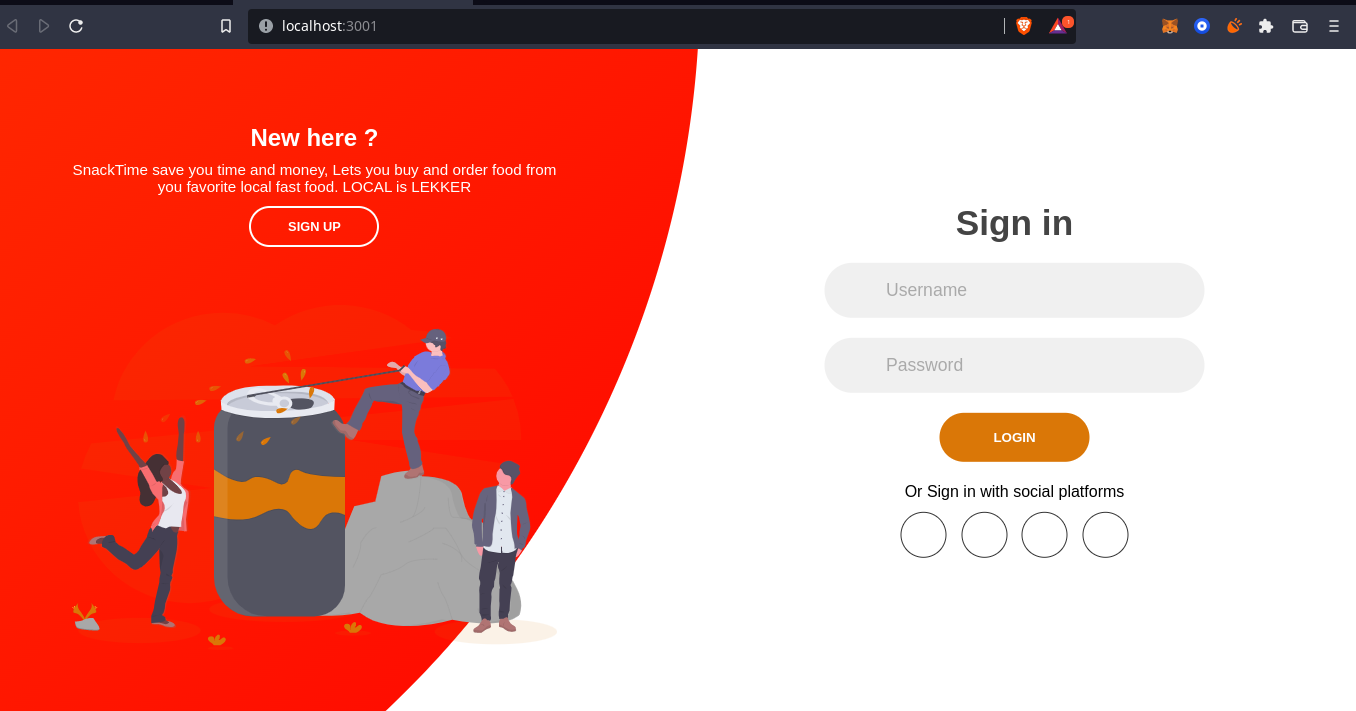 localhost:3001
1
New here ?
SnackTime save you time and money, Lets you buy and order food from
you favorite local fast food. LOCAL is LEKKER
SIGN UP
Sign in
Username
Password
LOGIN
Or Sign in with social platforms